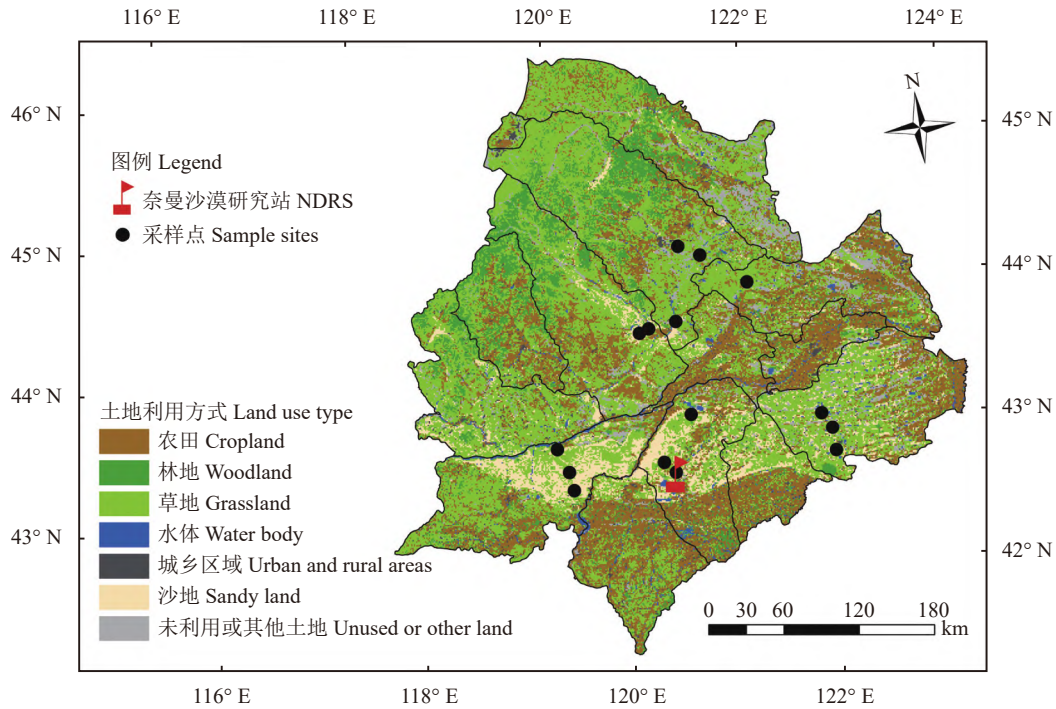 116° E 118° E 120° E 122° E 124° E
46° N
45° N
N
图例 Legend
奈曼沙漠研究站 NDRS
采样点 Sample sites
45° N
44° N
44° N
43° N
土地利用方式 Land use type
农田 Cropland
林地 Woodland
草地 Grassland
水体 Water body
43° N
42° N
城乡区域 Urban and rural areas
沙地 Sandy land
未利用或其他土地 Unused or other land
0 30 60 120 180
km
116° E 118° E 120° E 122° E